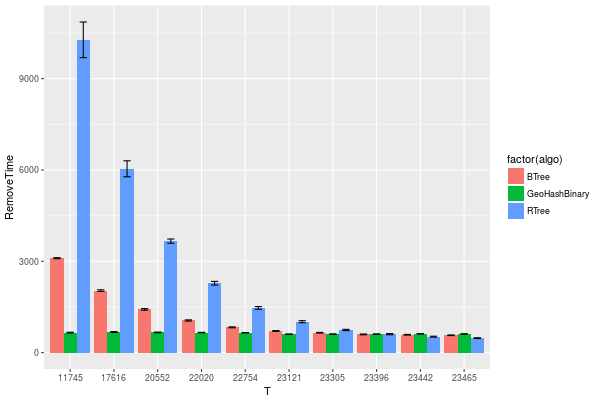 9000
6000
3000
0
RemoveTime
11745 17616 20552 22020 22754 23121 23305 23396 23442 23465
T
factor(algo)
BTree
GeoHashBinary
RTree